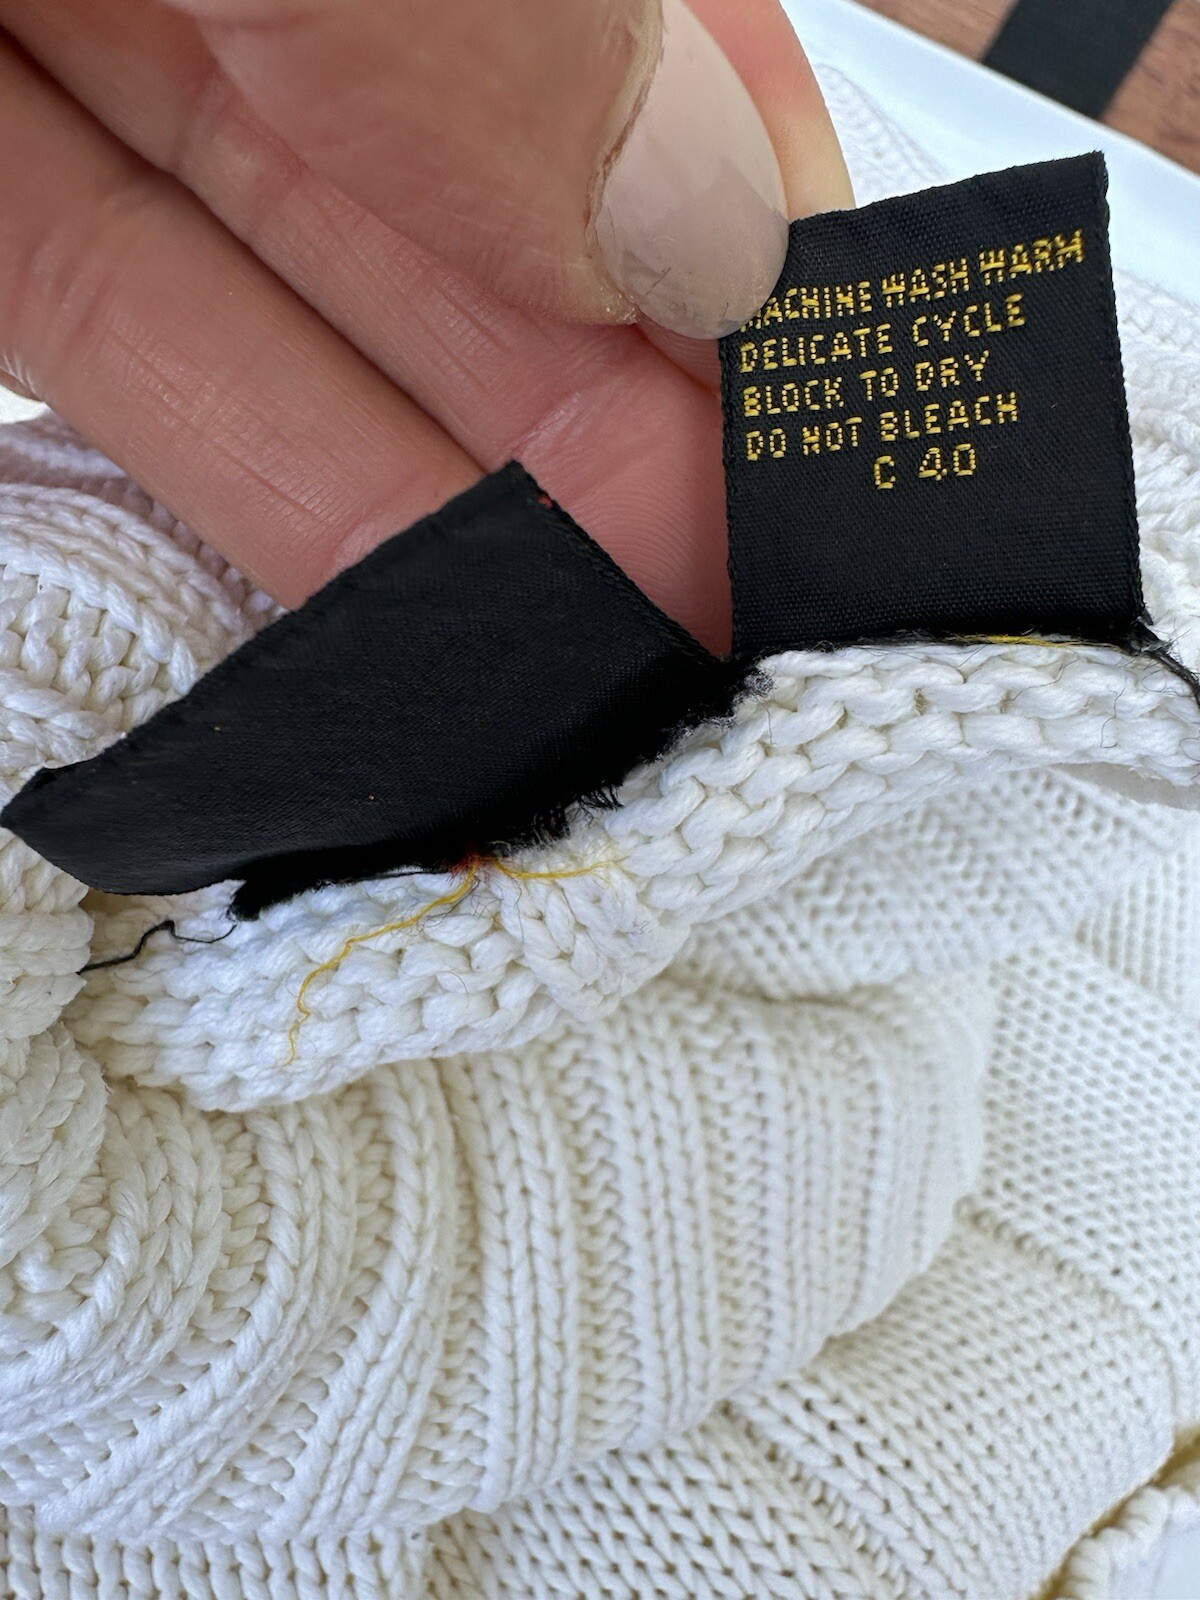 MACHINE WASH WARM
DELICATE CYCLE
BLOCK TO DRY
DO NOT BLEACH
C 40